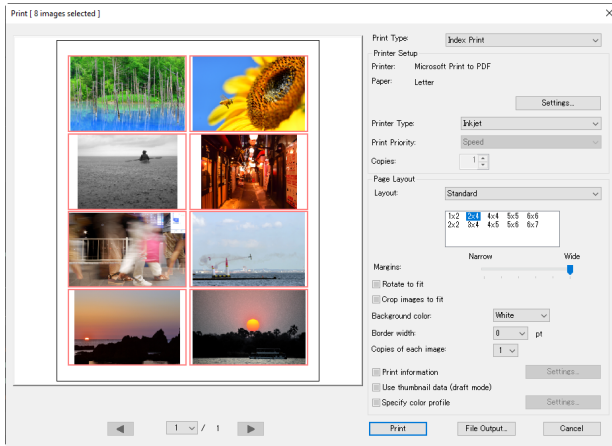 Print [ 8 images selected ]
Print Type: Index Print
Printer Setup
Printer: Microsoft Print to PDF
Paper: Letter
Settings...
Printer Type: Inkjet
Print Priority: Speed
Copies: 1
Page Layout
Layout: Standard
1x2 2x4 4x4 5x5 6x6
2x2 3x4 4x5 5x6 6x7
Narrow Wide
Margins:
Rotate to fit
Crop images to fit
Background color: White
Border width: 8 pt
Copies of each image: 1
Print information Settings...
Use thumbnail data (draft mode)
Specify color profile Settings...
1 / 1
Print File Output... Cancel